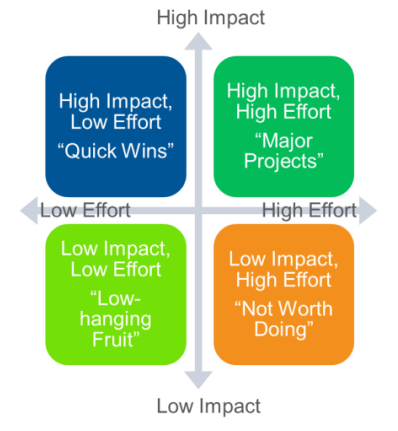 High Impact
High Impact,
Low Effort
“Quick Wins”
High Impact,
High Effort
“Major
Projects”
Low Effort
High Effort
Low Impact,
Low Effort
“Low-
hanging
Fruit”
Low Impact,
High Effort
“Not Worth
Doing”
Low Impact